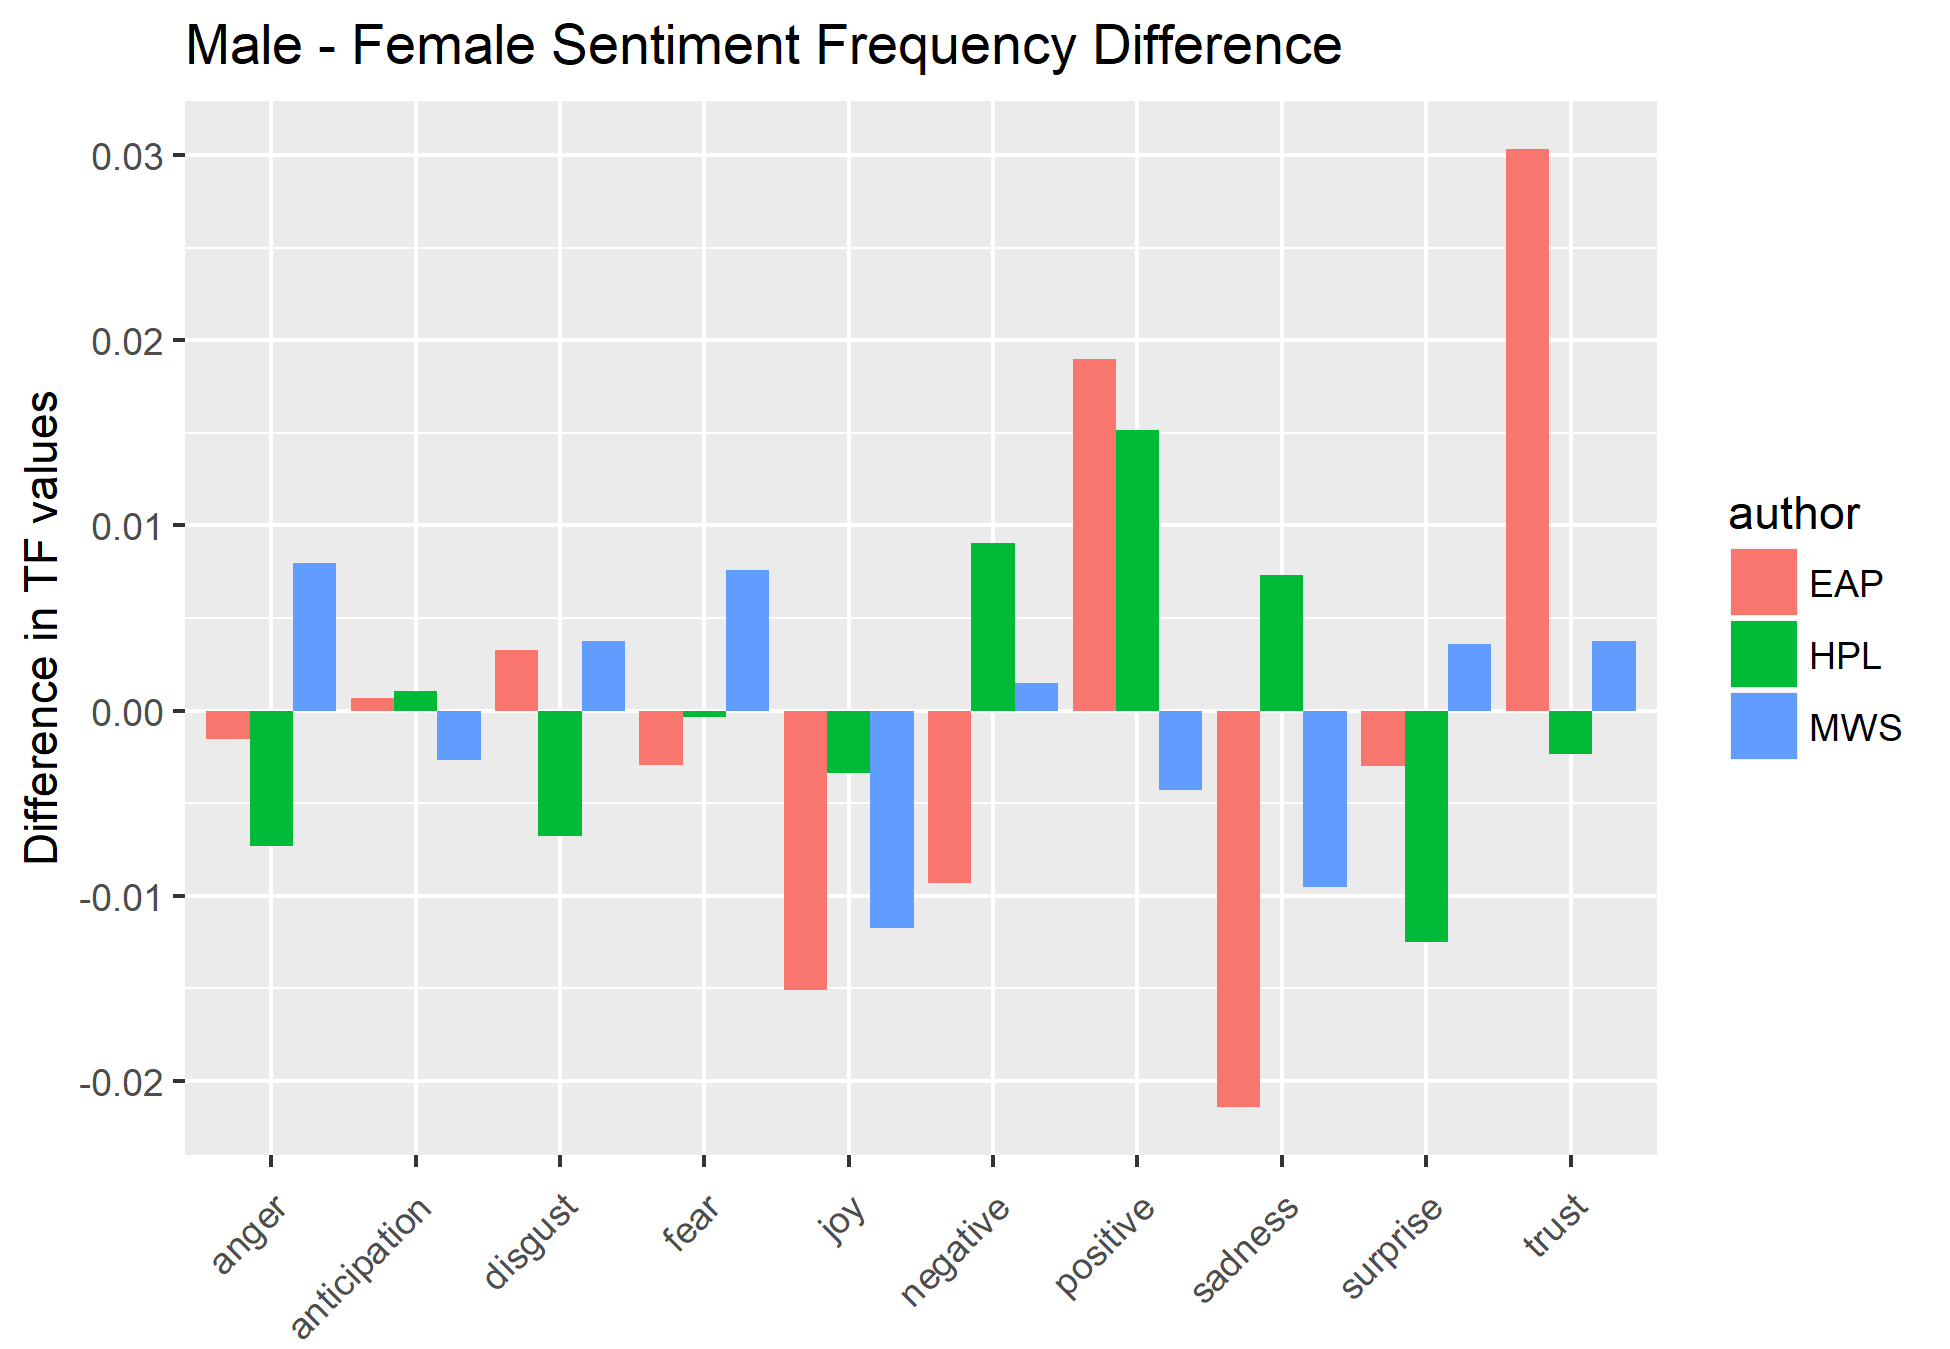 Male - Female Sentiment Frequency Difference
Difference in TF values
0.03
0.02
0.01
0.00
-0.01
-0.02
anger
anticipation
disgust
fear
joy
negative
positive
sadness
surprise
trust
author
EAP
HPL
MWS